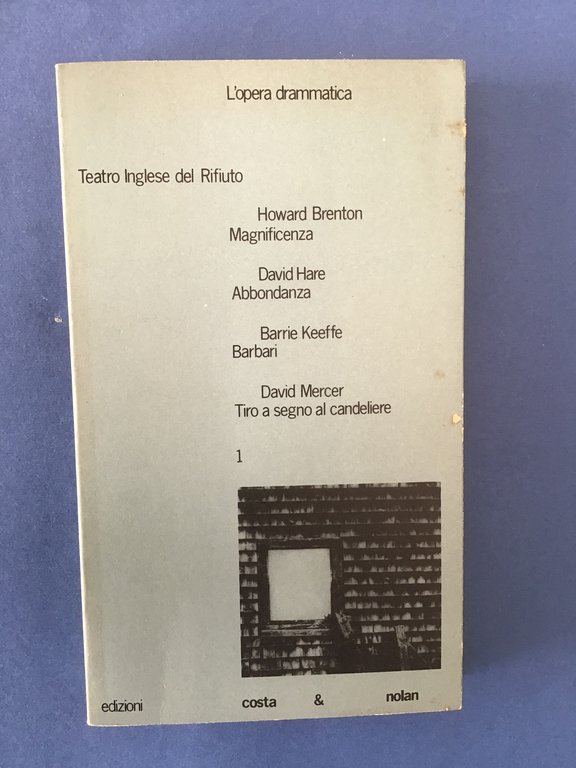 L'opera drammatica
Teatro Inglese del Rifiuto
Howard Brenton
Magnificenza
David Hare
Abbondanza
Barrie Keeffe
Barbari
David Mercer
Tiro a segno al candeliere
1
edizioni costa & nolan